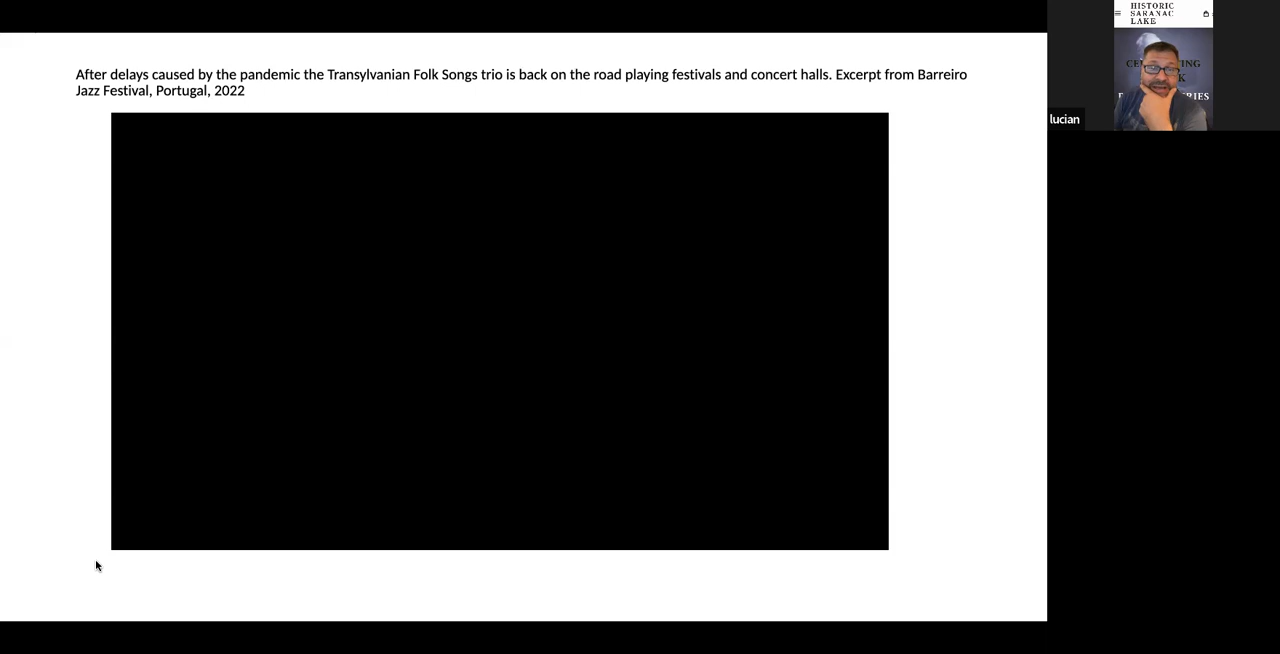 After delays caused by the pandemic the Transylvanian Folk Songs trio is back on the road playing festivals and concert halls. Excerpt from Barreiro
Jazz Festival, Portugal, 2022
HISTORIC
SARANAC
LAKE
lucian